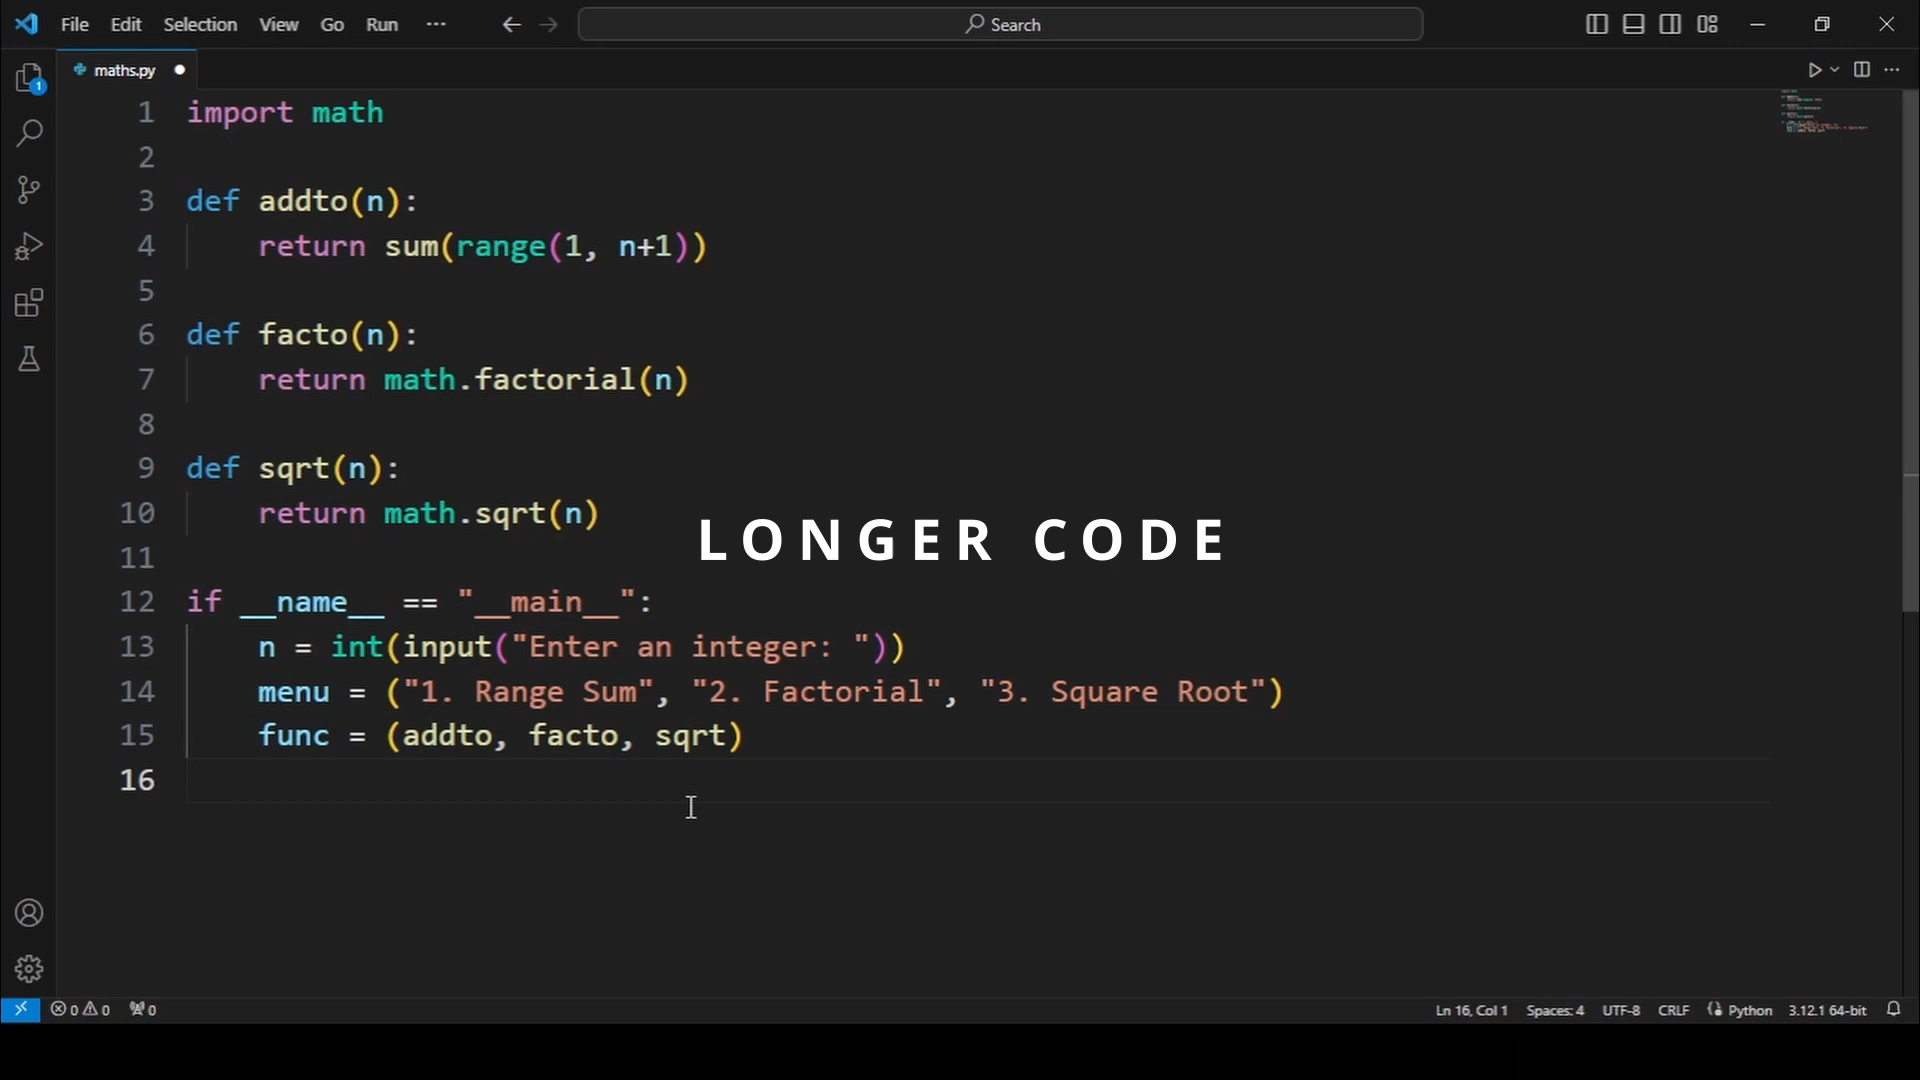 File Edit Selection View Go Run ··· Search
maths.py
1 import math
2
3 def addto(n):
4 return sum(range(1, n+1))
5
6 def facto(n):
7 return math.factorial(n)
8
9 def sqrt(n):
10 return math.sqrt(n)
LONGER CODE
11
12 if __name__ == "__main__":
13 n = int(input("Enter an integer: "))
14 menu = ("1. Range Sum", "2. Factorial", "3. Square Root")
15 func = (addto, facto, sqrt)
16
1
0 0 0 Ln 16, Col 1 Spaces: 4 UTF-8 CRLF Python 3.12.1 64-bit